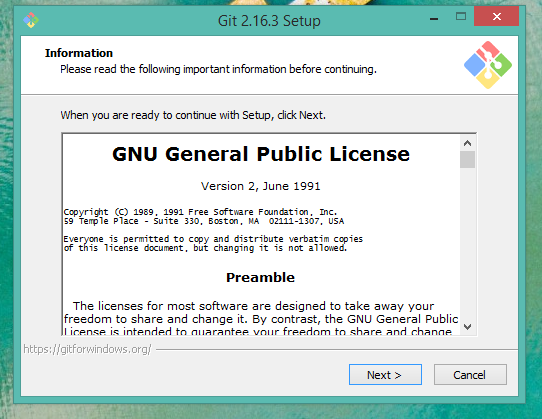 Git 2.16.3 Setup
Information
Please read the following important information before continuing.
When you are ready to continue with Setup, click Next.
GNU General Public License
Version 2, June 1991
Copyright (C) 1989, 1991 Free Software Foundation, Inc.
59 Temple Place - Suite 330, Boston, MA  02111-1307, USA
Everyone is permitted to copy and distribute verbatim copies
of this license document, but changing it is not allowed.
Preamble
The licenses for most software are designed to take away your
freedom to share and change it. By contrast, the GNU General Public
License is intended to guarantee your freedom to share and change
https://gitforwindows.org/
Next >
Cancel